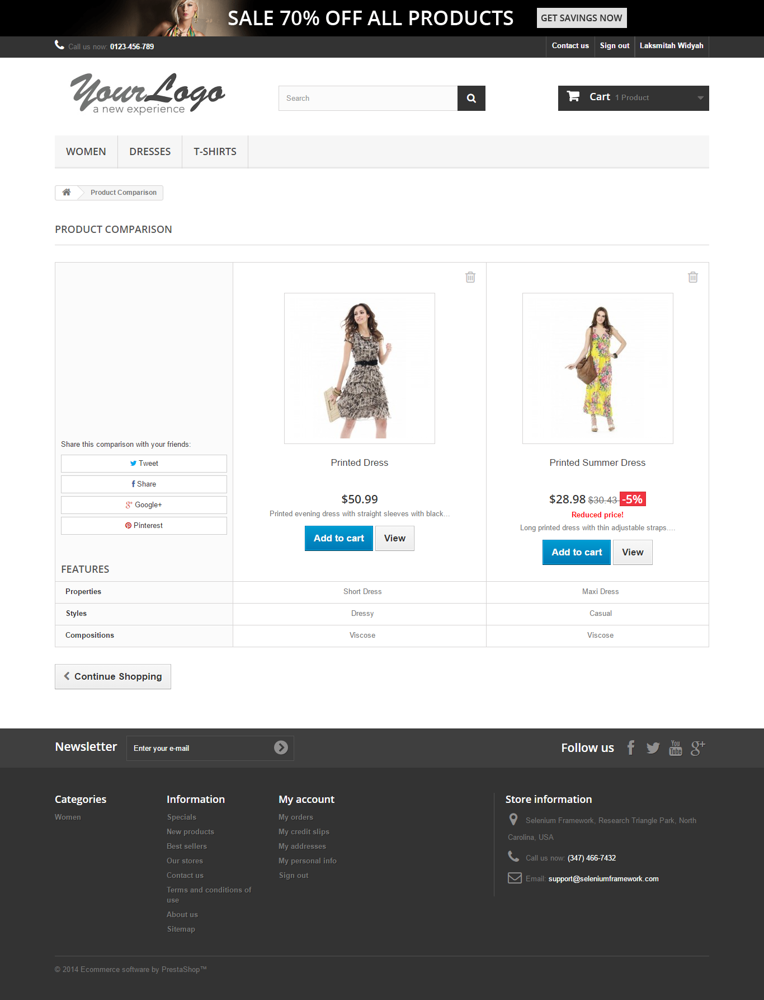 SALE 70% OFF ALL PRODUCTS GET SAVINGS NOW
Call us now: 0123-456-789 Contact us Sign out Laksmitah Widyah
YourLogo
a new experience
Search
Cart 1 Product
WOMEN DRESSES T-SHIRTS
Product Comparison
PRODUCT COMPARISON
Share this comparison with your friends:
Tweet
Share
Google+
Pinterest
FEATURES
Printed Dress
$50.99
Printed evening dress with straight sleeves with black...
Add to cart View
Printed Summer Dress
$28.98 $30.43 -5%
Reduced price!
Long printed dress with thin adjustable straps....
Add to cart View
Properties Short Dress Maxi Dress
Styles Dressy Casual
Compositions Viscose Viscose
Continue Shopping
Newsletter Enter your e-mail Follow us
You
Tube
Categories
Women
Information
Specials
New products
Best sellers
Our stores
Contact us
Terms and conditions of
use
About us
Sitemap
My account
My orders
My credit slips
My addresses
My personal info
Sign out
Store information
Selenium Framework, Research Triangle Park, North
Carolina, USA
Call us now: (347) 466-7432
Email: support@seleniumframework.com
© 2014 Ecommerce software by PrestaShop™